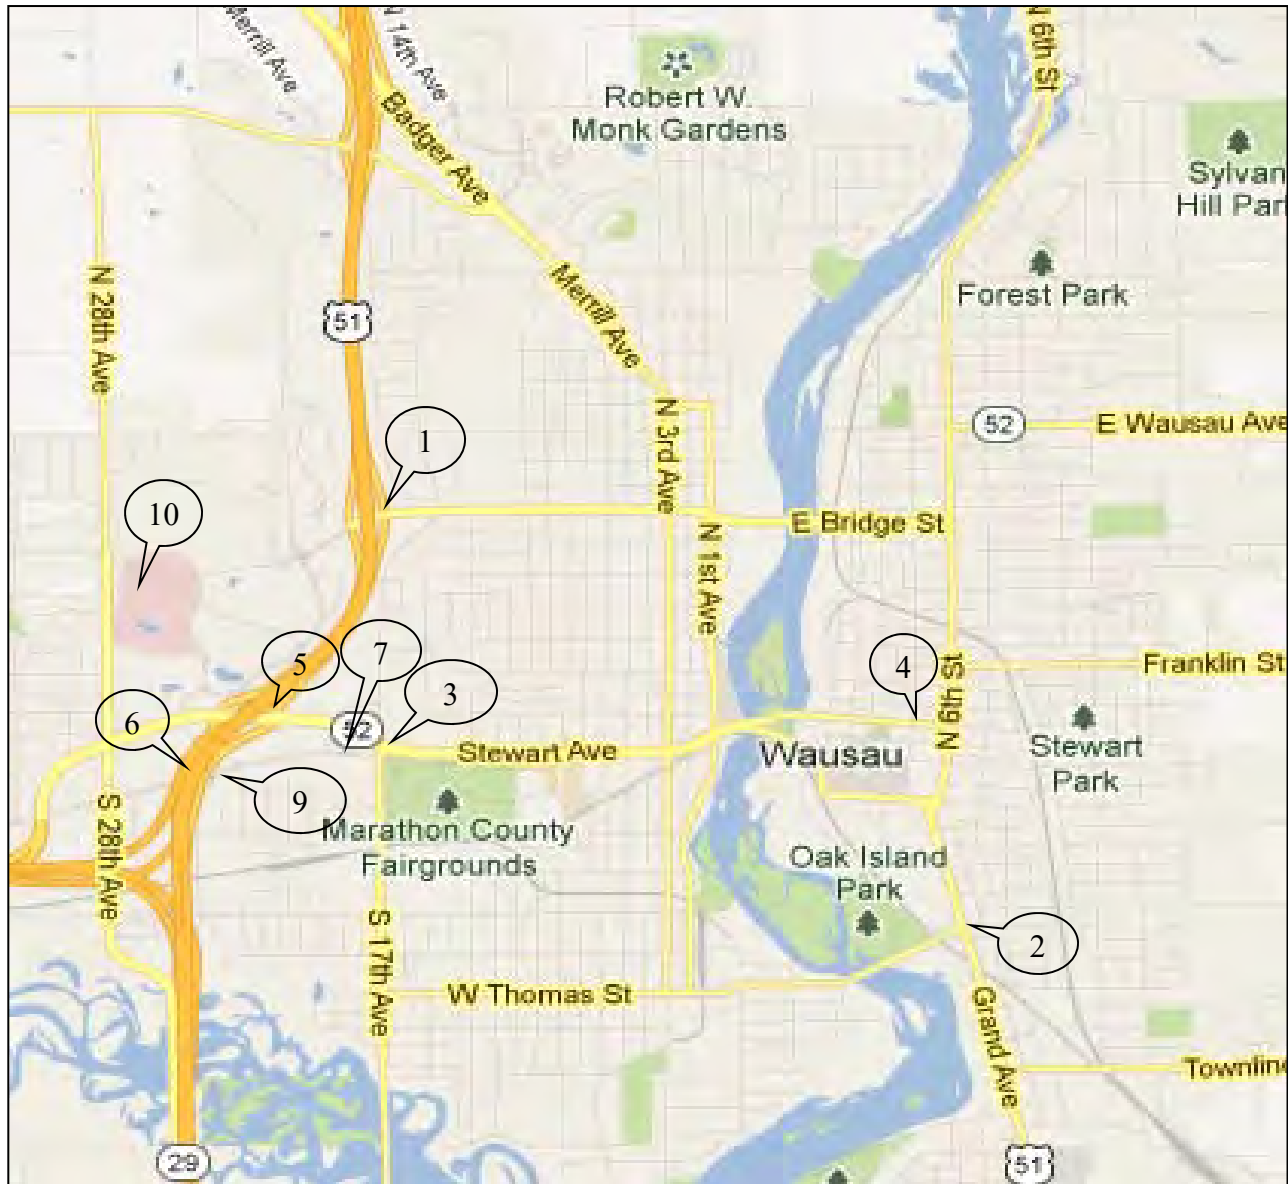 Merrill Ave
N 14th Ave
N 6th St
Robert W.
Monk Gardens
Badger Ave
Sylvan
Hill Par
Forest Park
N 28th Ave
51
Merrill Ave
N 3rd Ave
52
E Wausau Ave
1
10
E Bridge St
N 1st Ave
5
7
3
4
N 6th St
Franklin St
6
52
Stewart Ave
Wausau
Stewart
Park
9
S 28th Ave
Marathon County
Fairgrounds
Oak Island
Park
2
S 17th Ave
W Thomas St
Grand Ave
Townline
29
51